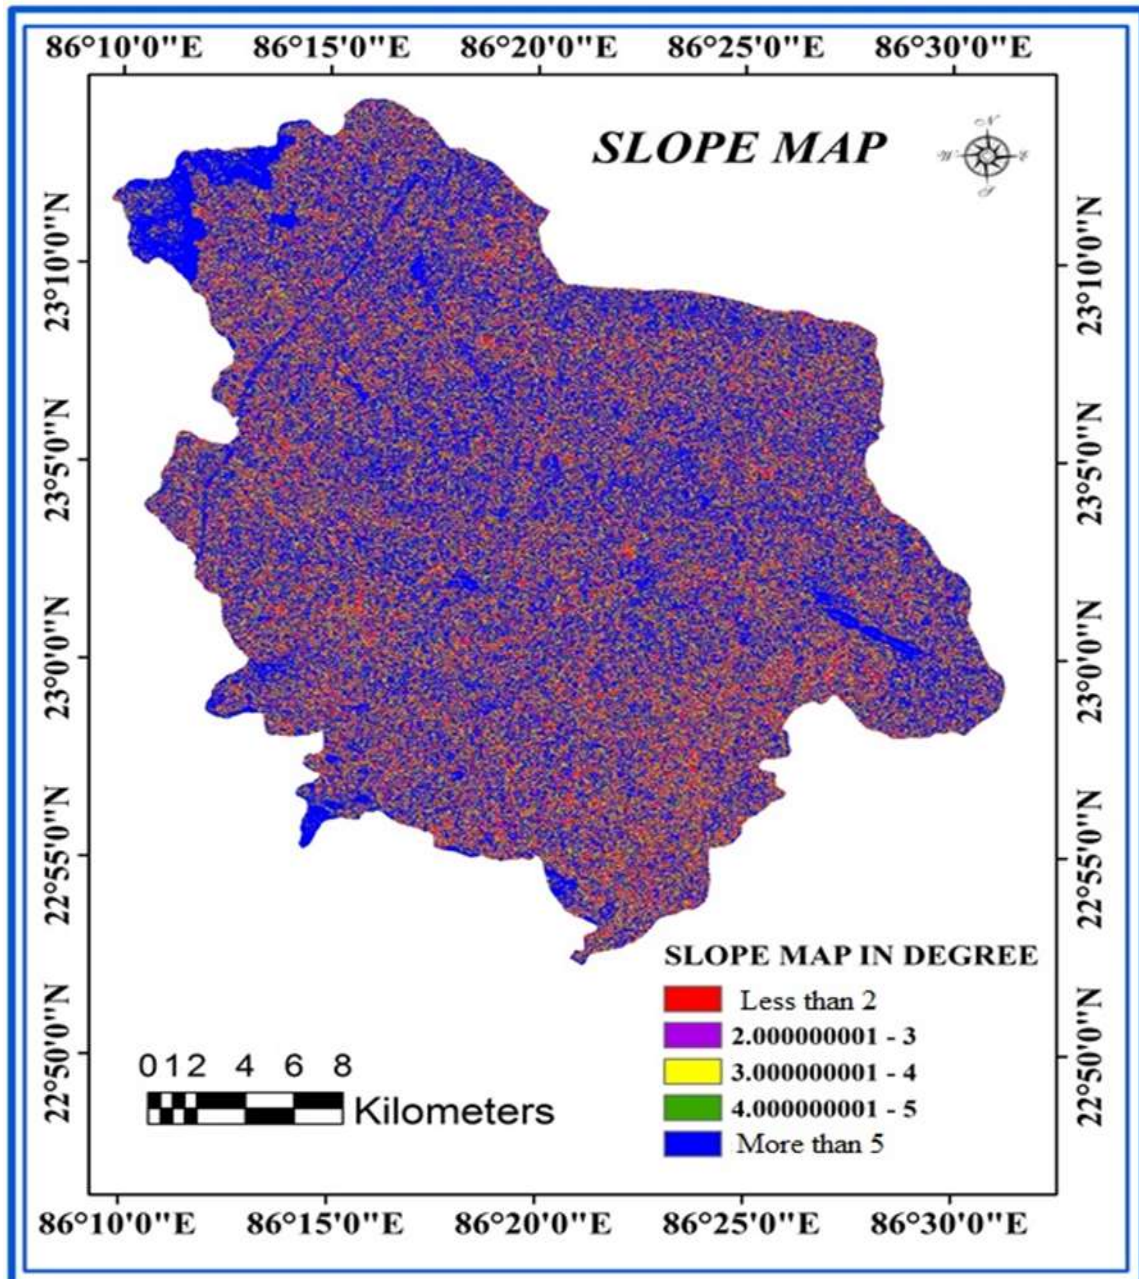 86°10'0"E 86°15'0"E 86°20'0"E 86°25'0"E 86°30'0"E
SLOPE MAP
N
W E
S
23°10'0"N 23°10'0"N
23°5'0"N 23°5'0"N
23°0'0"N 23°0'0"N
22°55'0"N 22°55'0"N
22°50'0"N 22°50'0"N
SLOPE MAP IN DEGREE
Less than 2
2.000000001 - 3
3.000000001 - 4
4.000000001 - 5
More than 5
0 1 2 4 6 8
Kilometers
86°10'0"E 86°15'0"E 86°20'0"E 86°25'0"E 86°30'0"E